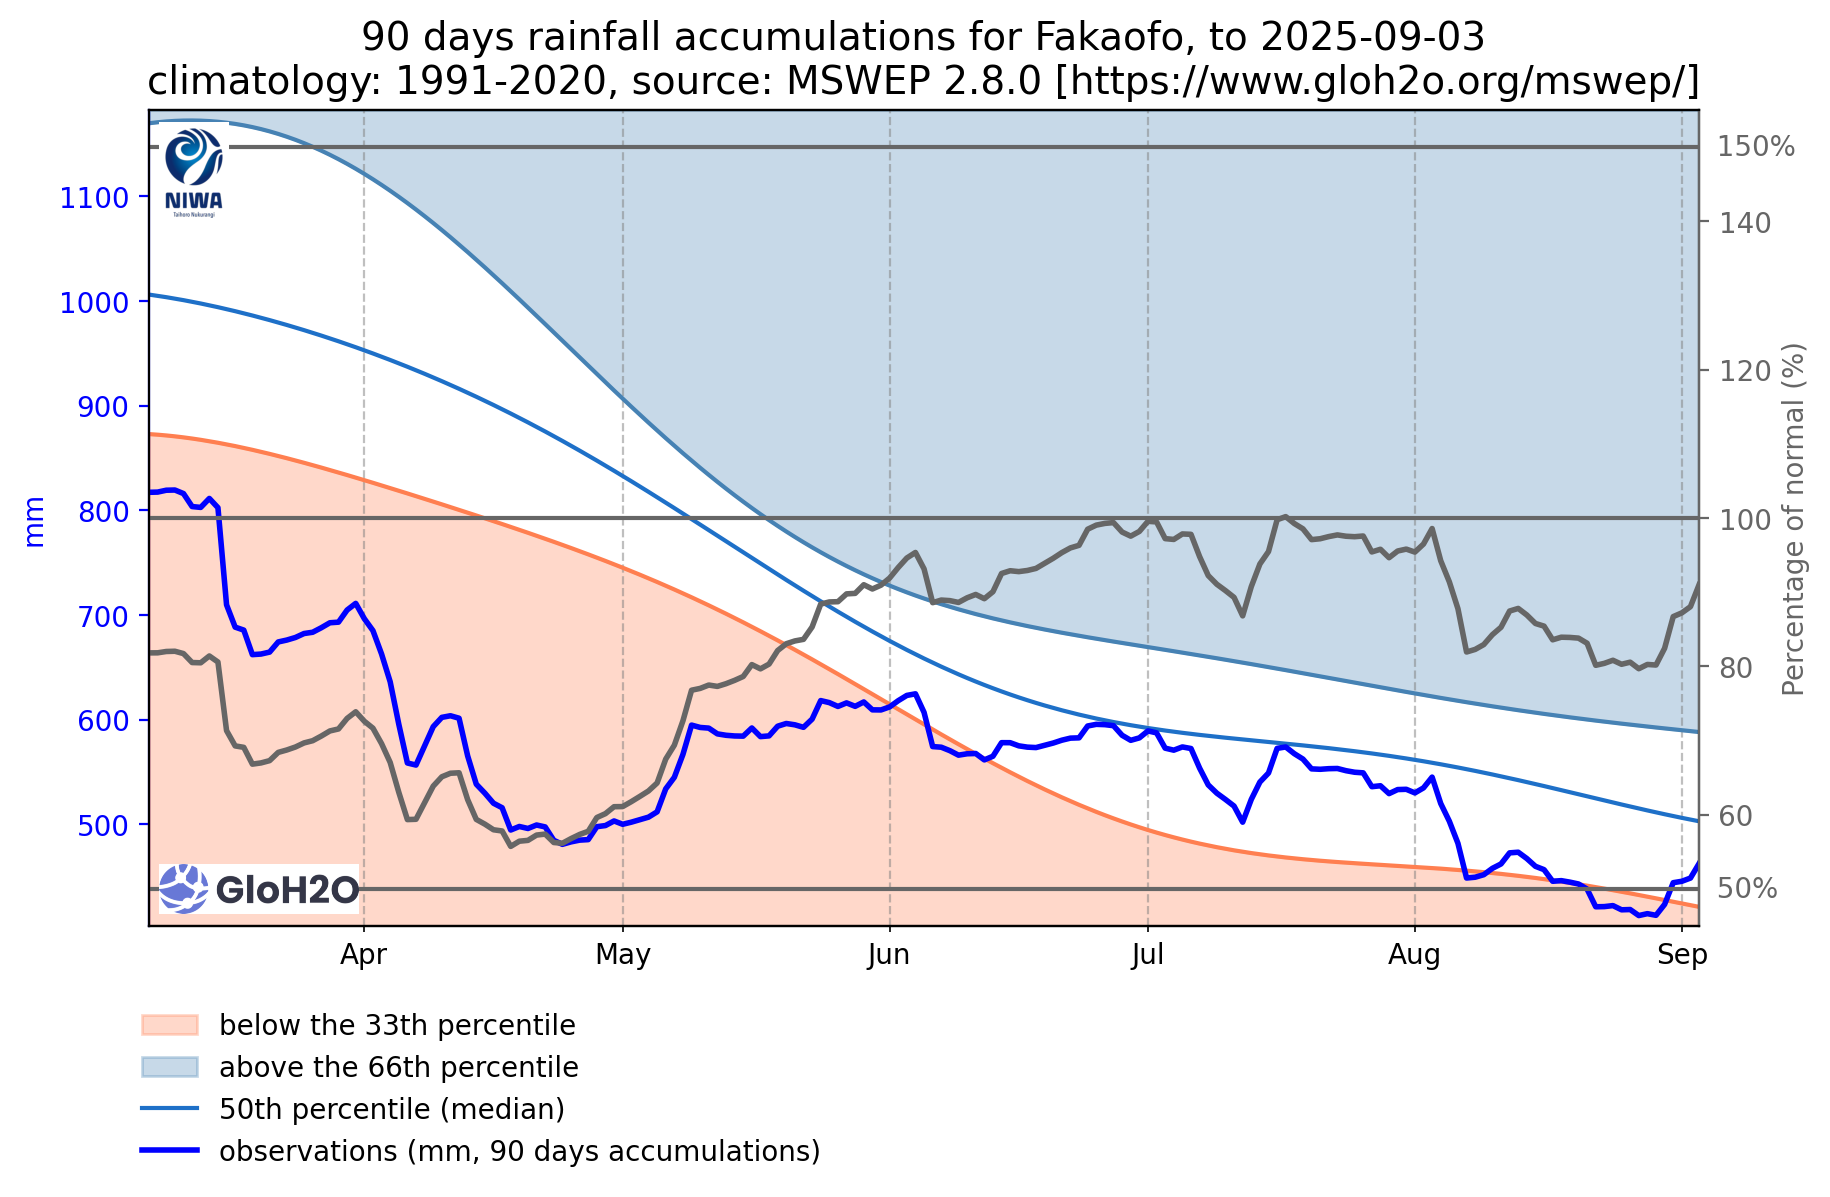 90 days rainfall accumulations for Fakaofo, to 2025-09-03
climatology: 1991-2020, source: MSWEP 2.8.0 [https://www.gloh2o.org/mswep/]
NIWA
Taihoro Nukurangi
mm
1100
1000
900
800
700
600
500
150%
140
120
100
80
60
50%
Percentage of normal (%)
GloH2O
Apr May Jun Jul Aug Sep
below the 33th percentile
above the 66th percentile
50th percentile (median)
observations (mm, 90 days accumulations)